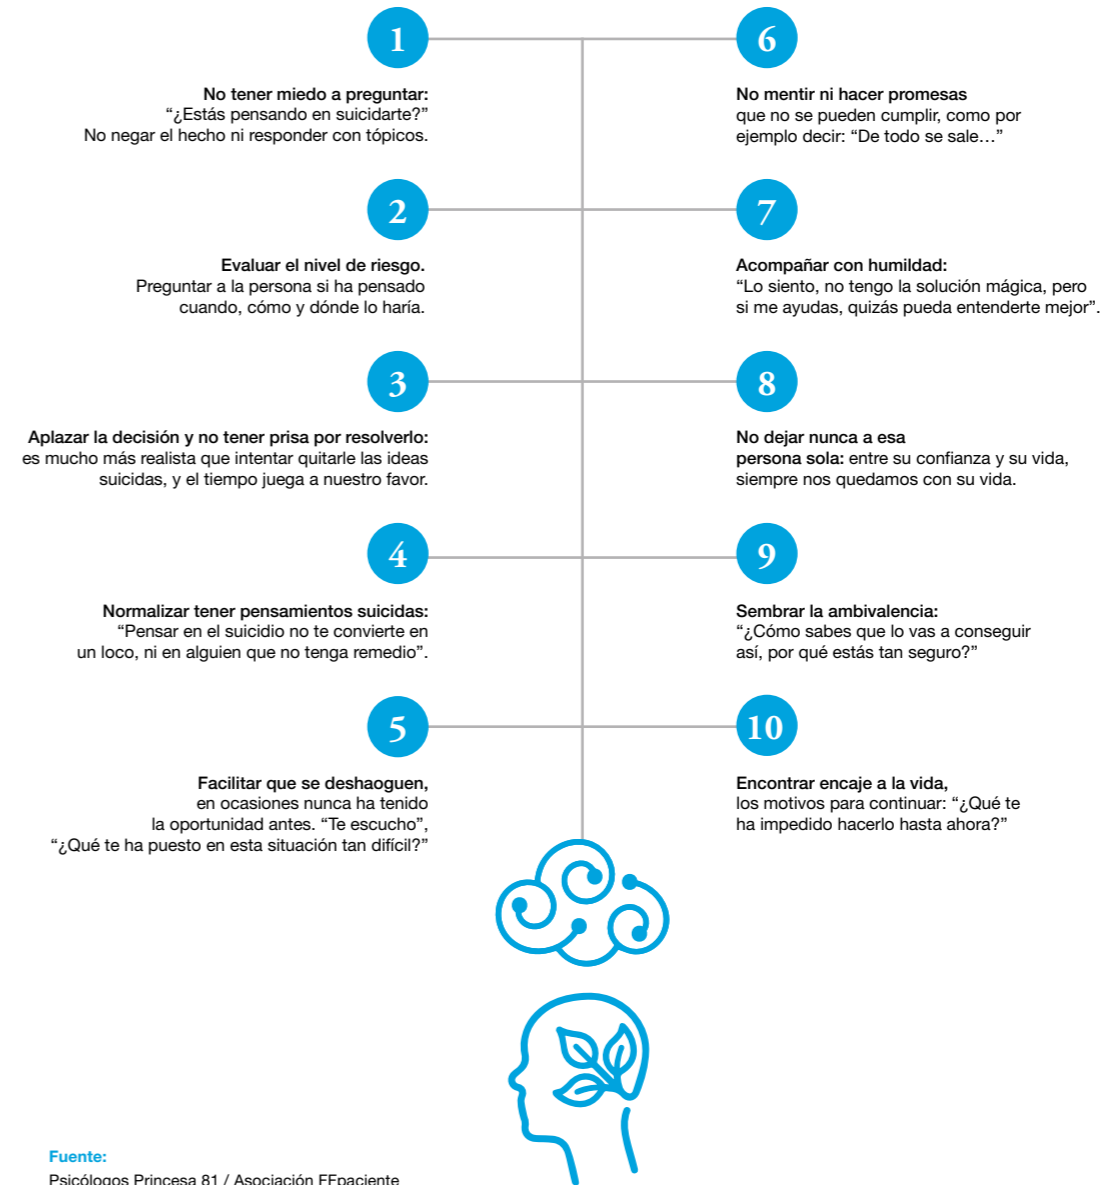 1
No tener miedo a preguntar:
“¿Estás pensando en suicidarte?”
No negar el hecho ni responder con tópicos.
2
Evaluar el nivel de riesgo.
Preguntar a la persona si ha pensado
cuando, cómo y dónde lo haría.
3
Aplazar la decisión y no tener prisa por resolverlo:
es mucho más realista que intentar quitarle las ideas
suicidas, y el tiempo juega a nuestro favor.
4
Normalizar tener pensamientos suicidas:
“Pensar en el suicidio no te convierte en
un loco, ni en alguien que no tenga remedio”.
5
Facilitar que se deshaoguen,
en ocasiones nunca ha tenido
la oportunidad antes. “Te escucho”,
“¿Qué te ha puesto en esta situación tan difícil?”
6
No mentir ni hacer promesas
que no se pueden cumplir, como por
ejemplo decir: “De todo se sale…”
7
Acompañar con humildad:
“Lo siento, no tengo la solución mágica, pero
si me ayudas, quizás pueda entenderte mejor”.
8
No dejar nunca a esa
persona sola: entre su confianza y su vida,
siempre nos quedamos con su vida.
9
Sembrar la ambivalencia:
“¿Cómo sabes que lo vas a conseguir
así, por qué estás tan seguro?”
10
Encontrar encaje a la vida,
los motivos para continuar: “¿Qué te
ha impedido hacerlo hasta ahora?”
Fuente:
Psicólogos Princesa 81 / Asociación FFpaciente